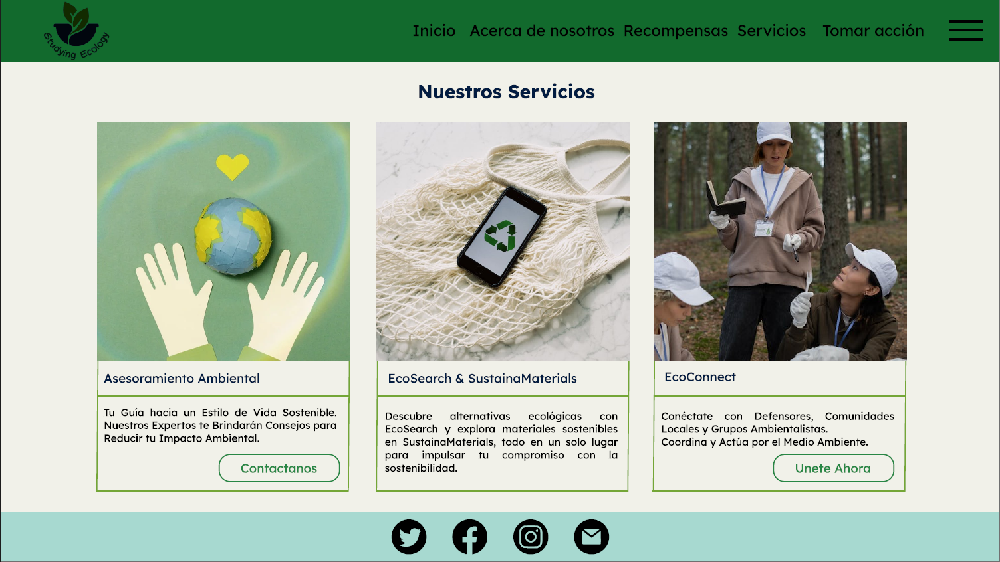 Studying Ecology
Inicio Acerca de nosotros Recompensas Servicios Tomar acción
Nuestros Servicios
Asesoramiento Ambiental
Tu Guía hacia un Estilo de Vida Sostenible.
Nuestros Expertos te Brindarán Consejos para
Reducir tu Impacto Ambiental.
Contactanos
EcoSearch & SustainaMaterials
Descubre alternativas ecológicas con
EcoSearch y explora materiales sostenibles
en SustainaMaterials, todo en un solo lugar
para impulsar tu compromiso con la
sostenibilidad.
EcoConnect
Conéctate con Defensores, Comunidades
Locales y Grupos Ambientalistas.
Coordina y Actúa por el Medio Ambiente.
Unete Ahora